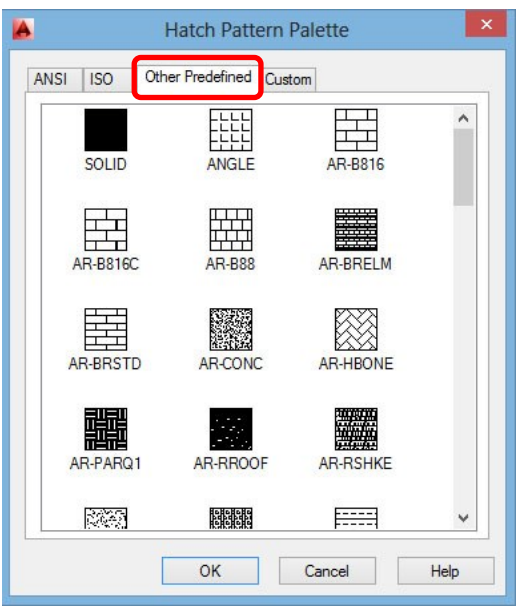 Hatch Pattern Palette
ANSI ISO Other Predefined Custom
SOLID ANGLE AR-B816
AR-B816C AR-B88 AR-BRELM
AR-BRSTD AR-CONC AR-HBONE
AR-PARQ1 AR-RROOF AR-RSHKE
OK Cancel Help